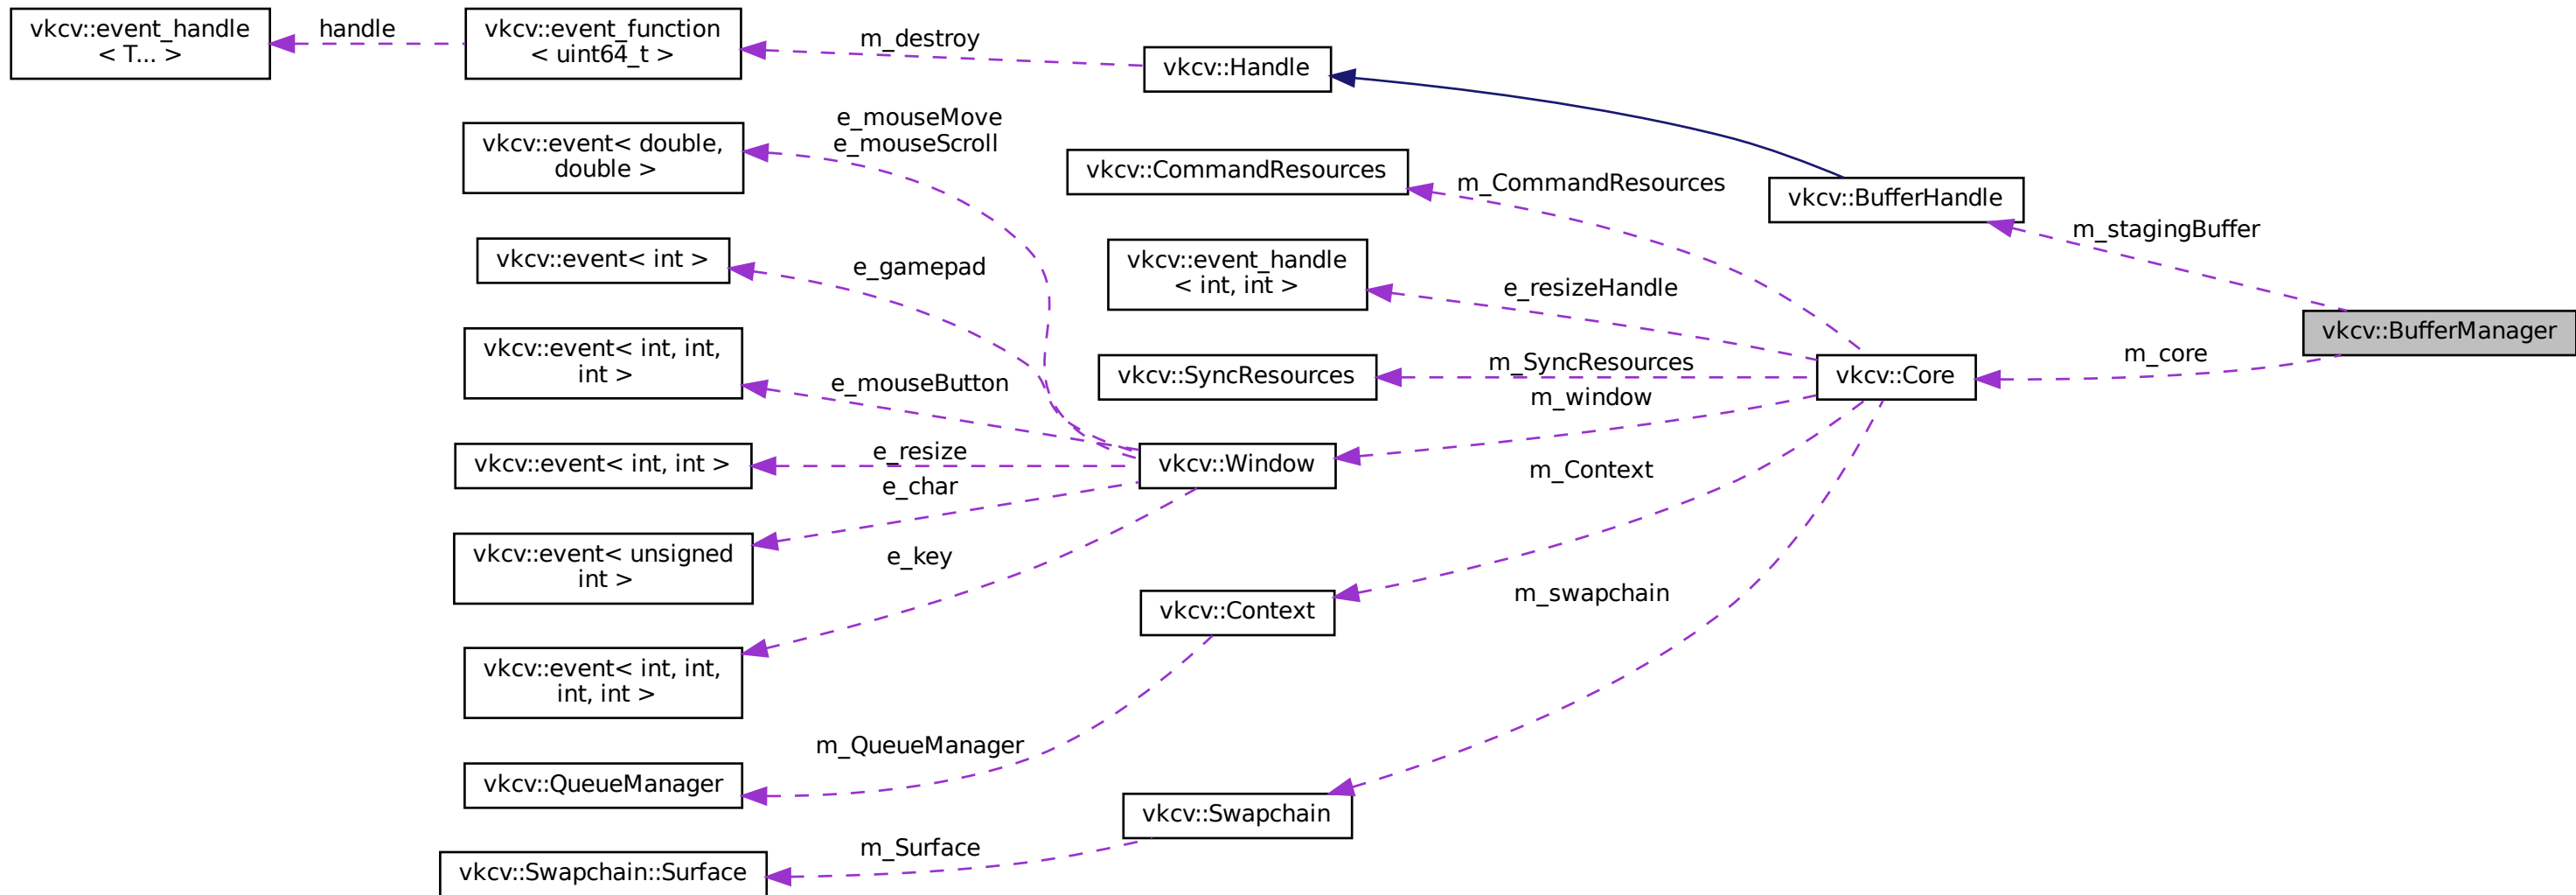 vkcv::event_handle
< T... >
handle
vkcv::event_function
< uint64_t >
m_destroy
vkcv::Handle
e_mouseMove
e_mouseScroll
vkcv::event< double,
double >
vkcv::CommandResources
m_CommandResources
vkcv::BufferHandle
m_stagingBuffer
vkcv::event< int >
e_gamepad
vkcv::event_handle
< int, int >
e_resizeHandle
vkcv::BufferManager
vkcv::event< int, int,
int >
e_mouseButton
vkcv::SyncResources
m_SyncResources
m_window
vkcv::Core
m_core
vkcv::event< int, int >
e_resize
e_char
vkcv::Window
m_Context
vkcv::event< unsigned
int >
e_key
vkcv::Context
m_swapchain
vkcv::event< int, int,
int, int >
m_QueueManager
vkcv::QueueManager
vkcv::Swapchain
m_Surface
vkcv::Swapchain::Surface